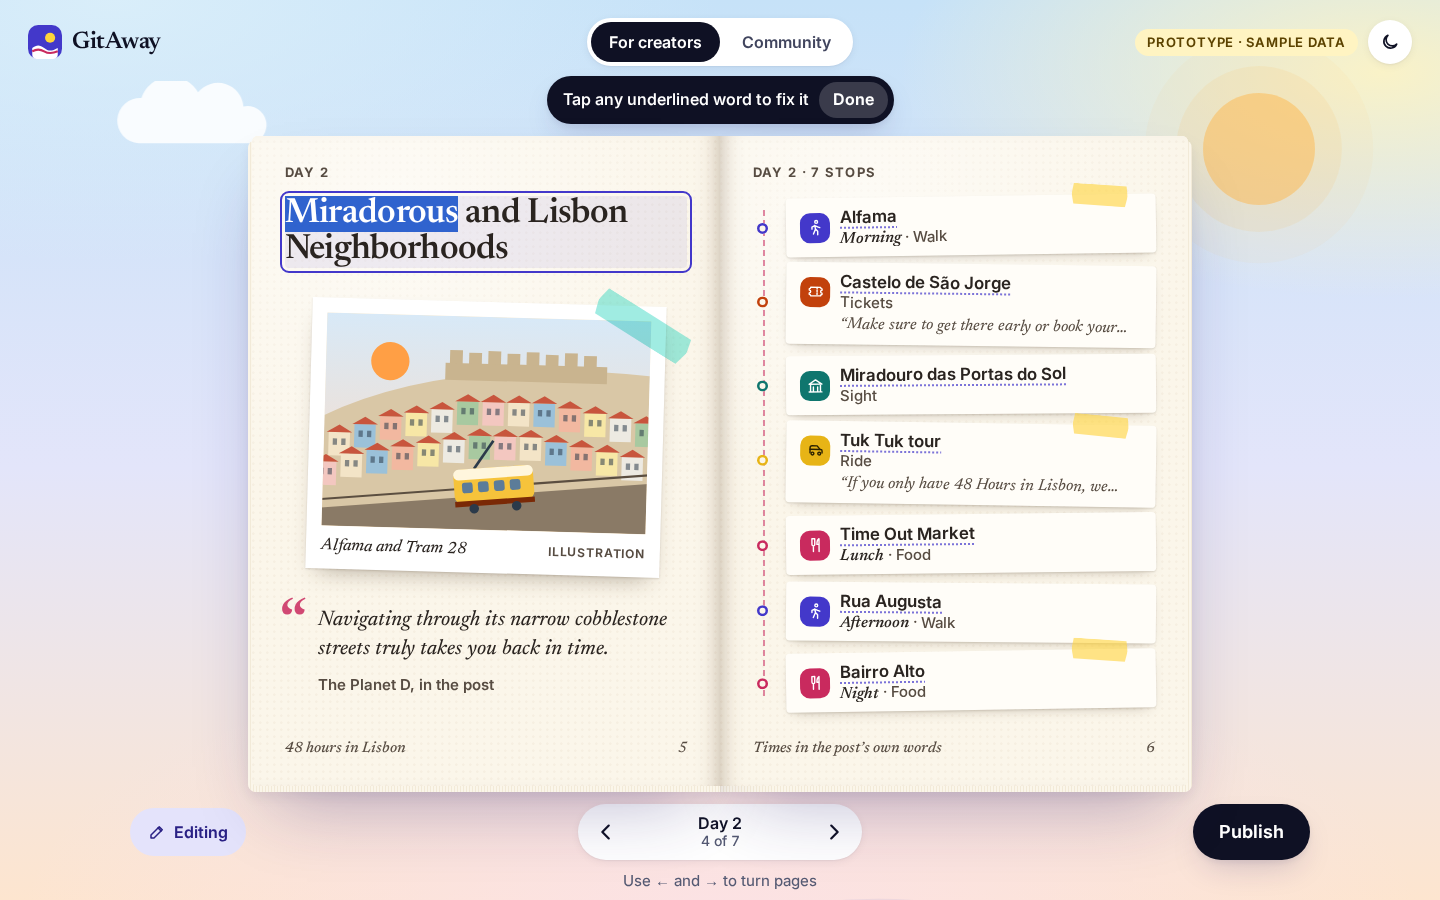 GitAway
For creators
Community
PROTOTYPE · SAMPLE DATA
Tap any underlined word to fix it
Done
DAY 2
Miradorous and Lisbon
Neighborhoods
Alfama and Tram 28
ILLUSTRATION
“
Navigating through its narrow cobblestone
streets truly takes you back in time.
The Planet D, in the post
48 hours in Lisbon
5
DAY 2 · 7 STOPS
Alfama
Morning · Walk
Castelo de São Jorge
Tickets
“Make sure to get there early or book your...
Miradouro das Portas do Sol
Sight
Tuk Tuk tour
Ride
“If you only have 48 Hours in Lisbon, we...
Time Out Market
Lunch · Food
Rua Augusta
Afternoon · Walk
Bairro Alto
Night · Food
Times in the post’s own words
6
Editing
Day 2
4 of 7
Publish
Use ← and → to turn pages